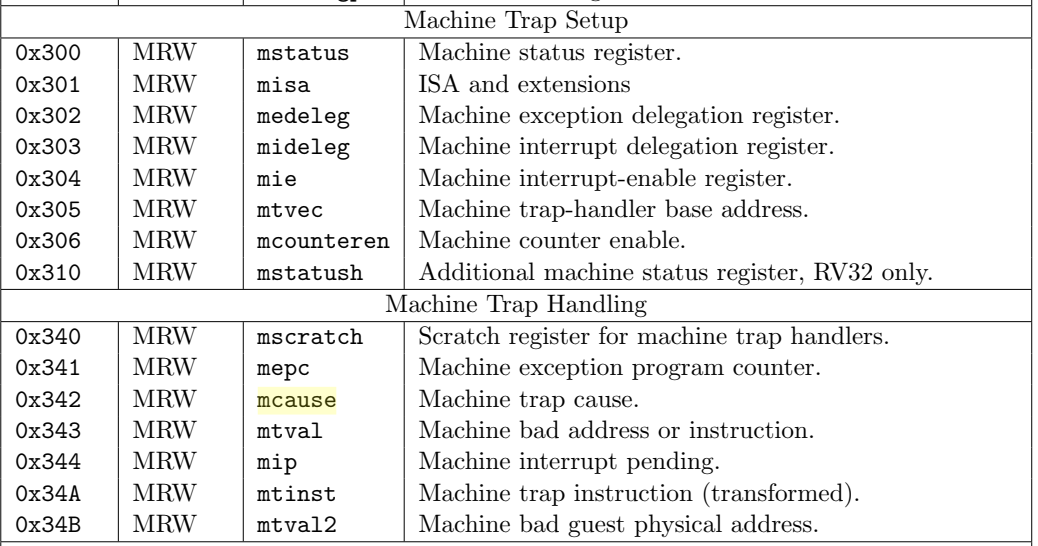 Machine Trap Setup
0x300 MRW mstatus Machine status register.
0x301 MRW misa ISA and extensions
0x302 MRW medeleg Machine exception delegation register.
0x303 MRW mideleg Machine interrupt delegation register.
0x304 MRW mie Machine interrupt-enable register.
0x305 MRW mtvec Machine trap-handler base address.
0x306 MRW mcounteren Machine counter enable.
0x310 MRW mstatush Additional machine status register, RV32 only.
Machine Trap Handling
0x340 MRW mscratch Scratch register for machine trap handlers.
0x341 MRW mepc Machine exception program counter.
0x342 MRW mcause Machine trap cause.
0x343 MRW mtval Machine bad address or instruction.
0x344 MRW mip Machine interrupt pending.
0x34A MRW mtinst Machine trap instruction (transformed).
0x34B MRW mtval2 Machine bad guest physical address.